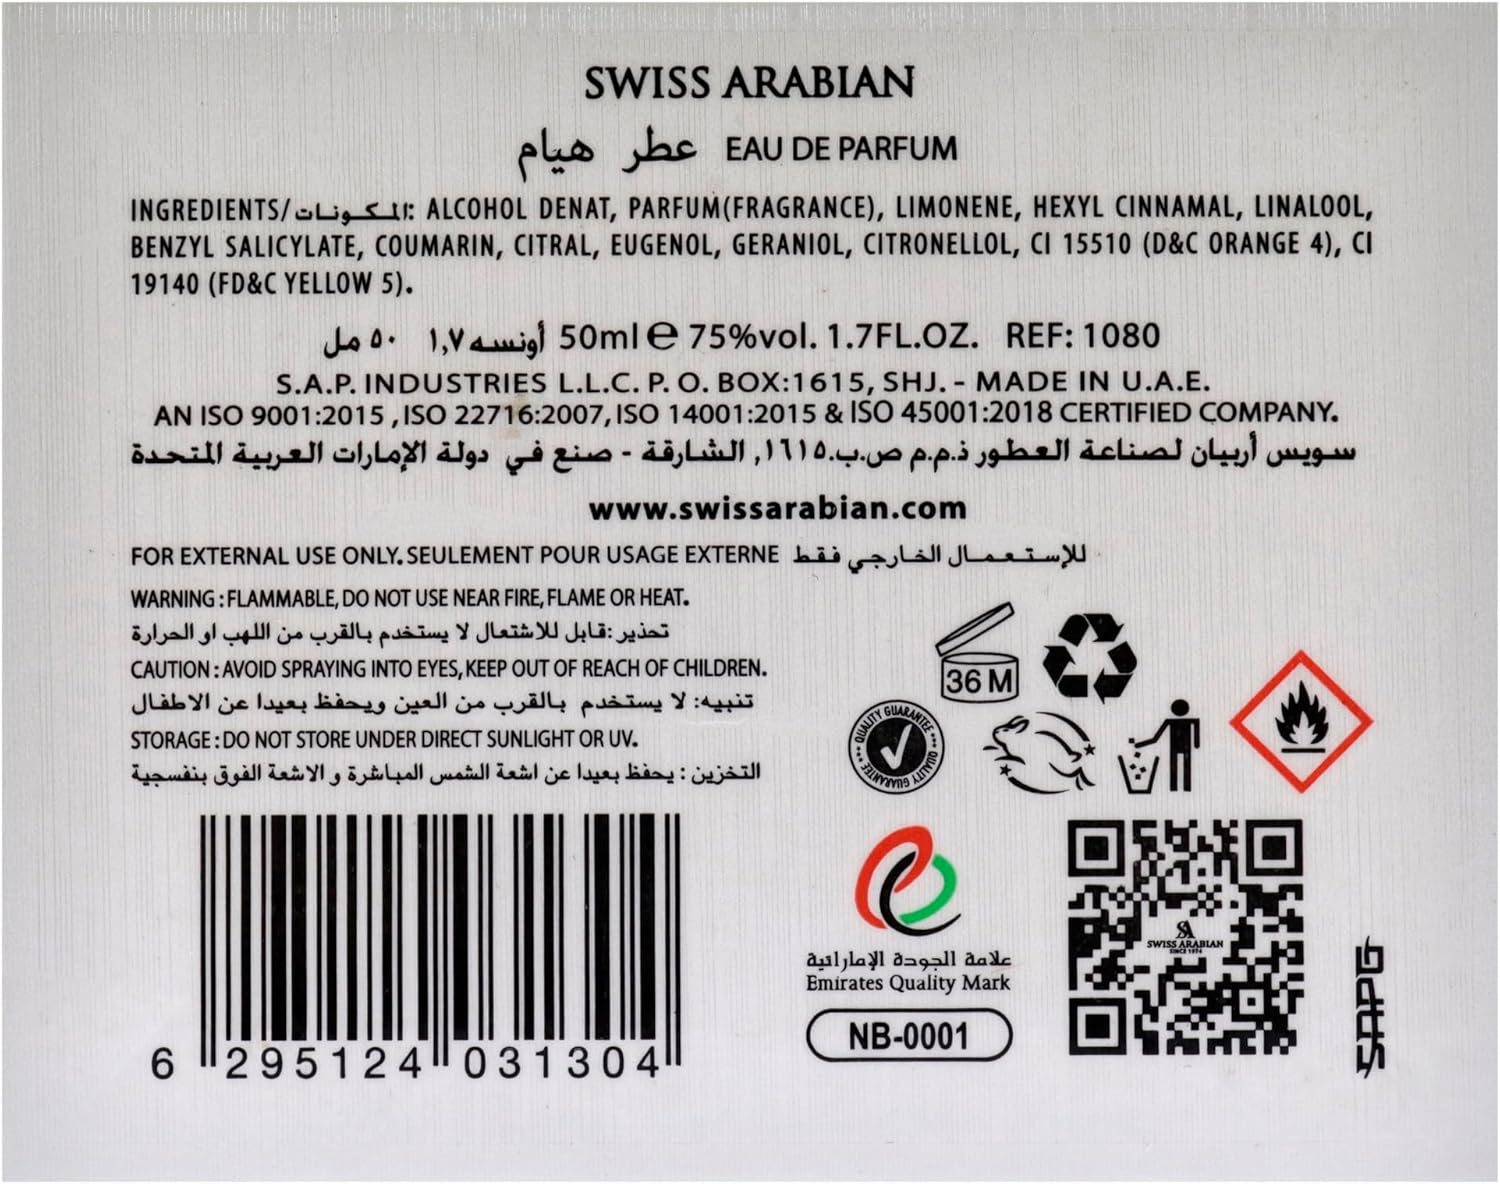 SWISS ARABIAN
عطر هيام EAU DE PARFUM
INGREDIENTS/المكونات: ALCOHOL DENAT, PARFUM(FRAGRANCE), LIMONENE, HEXYL CINNAMAL, LINALOOL,
BENZYL SALICYLATE, COUMARIN, CITRAL, EUGENOL, GERANIOL, CITRONELLOL, CI 15510 (D&C ORANGE 4), CI
19140 (FD&C YELLOW 5).
٥٠ مل ١,٧ أونسه 50ml e 75%vol. 1.7FL.OZ. REF: 1080
S.A.P. INDUSTRIES L.L.C. P. O. BOX:1615, SHJ. - MADE IN U.A.E.
AN ISO 9001:2015 , ISO 22716:2007, ISO 14001:2015 & ISO 45001:2018 CERTIFIED COMPANY.
سويس أربيان لصناعة العطور ذ.م.م ص.ب.١٦١٥, الشارقة - صنع في دولة الإمارات العربية المتحدة
www.swissarabian.com
FOR EXTERNAL USE ONLY. SEULEMENT POUR USAGE EXTERNE للإستعمال الخارجي فقط
WARNING : FLAMMABLE, DO NOT USE NEAR FIRE, FLAME OR HEAT.
تحذير :قابل للاشتعال لا يستخدم بالقرب من اللهب او الحرارة
CAUTION : AVOID SPRAYING INTO EYES, KEEP OUT OF REACH OF CHILDREN.
تنبيه: لا يستخدم بالقرب من العين ويحفظ بعيدا عن الاطفال
STORAGE : DO NOT STORE UNDER DIRECT SUNLIGHT OR UV.
التخزين : يحفظ بعيدا عن اشعة الشمس المباشرة و الاشعة الفوق بنفسجية
36 M
QUALITY GUARANTEE
QUALITY GUARANTEE
علامة الجودة الإماراتية
Emirates Quality Mark
NB-0001
SA
SWISS ARABIAN
SINCE 1974
SAPG
6 295124 031304